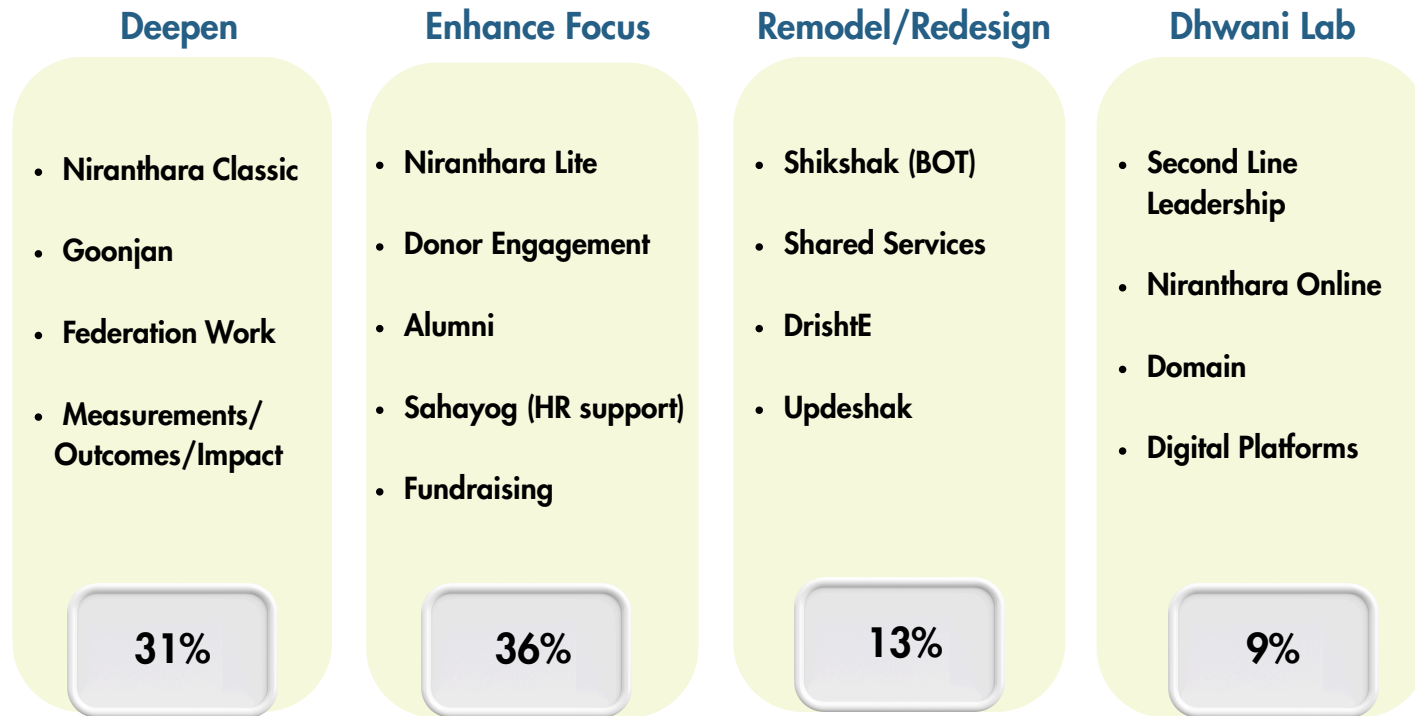 Deepen
• Niranthara Classic
• Goonjan
• Federation Work
• Measurements/
Outcomes/Impact
31%
Enhance Focus
• Niranthara Lite
• Donor Engagement
• Alumni
• Sahayog (HR support)
• Fundraising
36%
Remodel/Redesign
• Shikshak (BOT)
• Shared Services
• DrishtE
• Updeshak
13%
Dhwani Lab
• Second Line
Leadership
• Niranthara Online
• Domain
• Digital Platforms
9%